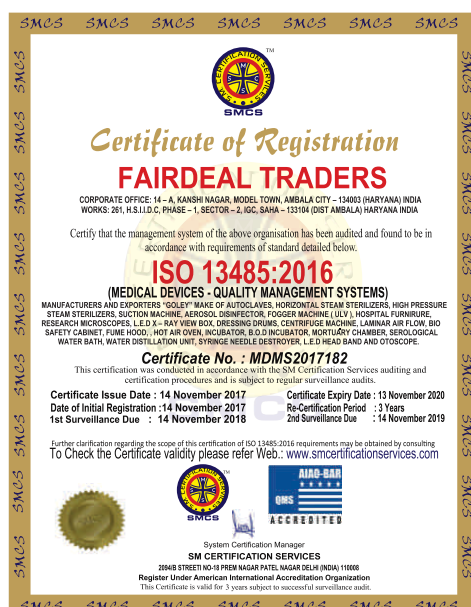 SMCS SMCS SMCS SMCS SMCS SMCS SMCS SMCS
S.M. CERTIFICATION SERVICES
TM
SMCS
Certificate of Registration
FAIRDEAL TRADERS
CORPORATE OFFICE: 14 – A, KANSHI NAGAR, MODEL TOWN, AMBALA CITY – 134003 (HARYANA) INDIA
WORKS: 261, H.S.I.I.D.C, PHASE – 1, SECTOR – 2, IGC, SAHA – 133104 (DIST AMBALA) HARYANA INDIA
Certify that the management system of the above organisation has been audited and found to be in
accordance with requirements of standard detailed below.
ISO 13485:2016
(MEDICAL DEVICES - QUALITY MANAGEMENT SYSTEMS)
MANUFACTURERS AND EXPORTERS “GOLEY” MAKE OF AUTOCLAVES, HORIZONTAL STEAM STERILIZERS, HIGH PRESSURE
STEAM STERILIZERS, SUCTION MACHINE, AEROSOL DISINFECTOR, FOGGER MACHINE ( ULV ), HOSPITAL FURNIRURE,
RESEARCH MICROSCOPES, L.E.D X – RAY VIEW BOX, DRESSING DRUMS, CENTRIFUGE MACHINE, LAMINAR AIR FLOW, BIO
SAFETY CABINET, FUME HOOD, , HOT AIR OVEN, INCUBATOR, B.O.D INCUBATOR, MORTUARY CHAMBER, SEROLOGICAL
WATER BATH, WATER DISTILLATION UNIT, SYRINGE NEEDLE DESTROYER, L.E.D HEAD BAND AND OTOSCOPE.
Certificate No. : MDMS2017182
This certification was conducted in accordance with the SM Certification Services auditing and
certification procedures and is subject to regular surveillance audits.
Certificate Issue Date : 14 November 2017 Certificate Expiry Date : 13 November 2020
Date of Initial Registration :14 November 2017 Re-Certification Period : 3 Years
1st Surveillance Due : 14 November 2018 2nd Surveillance Due : 14 November 2019
Further clarification regarding the scope of this certification of ISO 13485:2016 requirements may be obtained by consulting
To Check the Certificate validity please refer Web.: www.smcertificationservices.com
TM
SMCS
AIAO-BAR
QMS
ACCREDITED
System Certification Manager
SM CERTIFICATION SERVICES
2094/B STREETI NO-18 PREM NAGAR PATEL NAGAR DELHI (INDIA) 110008
Register Under American International Accreditation Organization
This Certificate is valid for 3 years subject to successful surveillance audit.